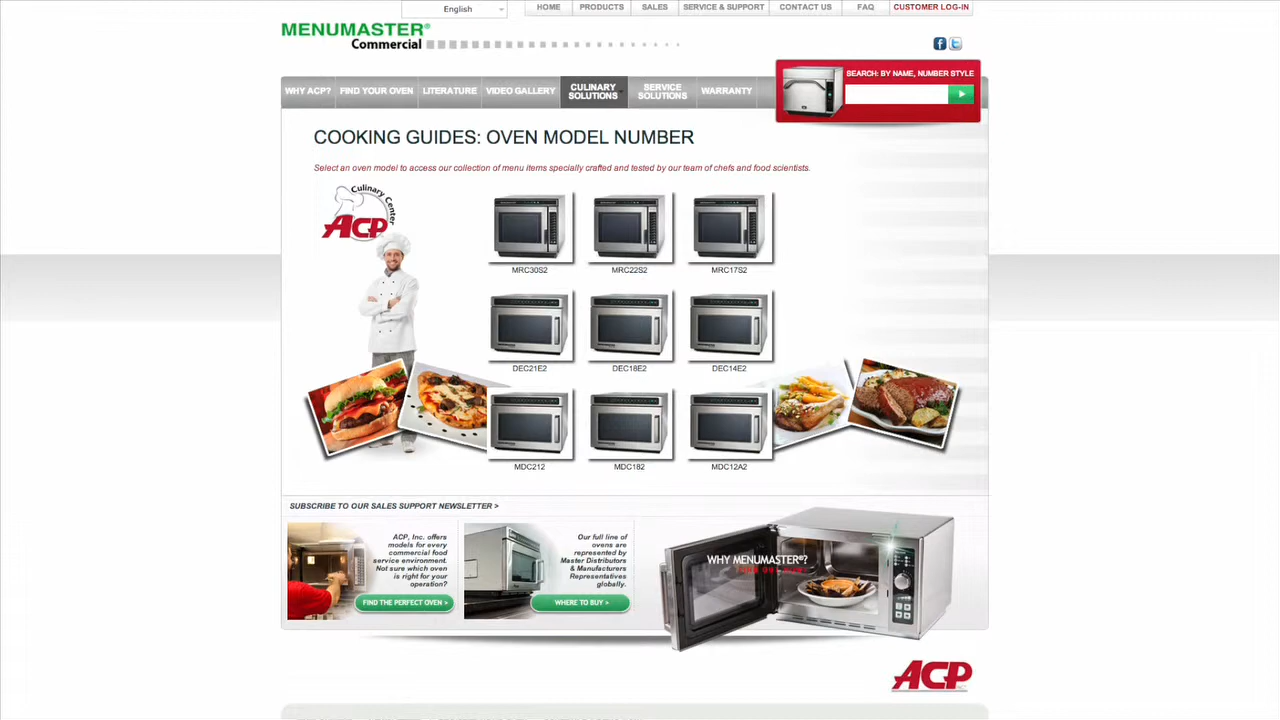 English
HOME PRODUCTS SALES SERVICE & SUPPORT CONTACT US FAQ CUSTOMER LOG-IN
MENUMASTER®
Commercial
SEARCH: BY NAME, NUMBER STYLE
WHY ACP? FIND YOUR OVEN LITERATURE VIDEO GALLERY CULINARY SOLUTIONS SERVICE SOLUTIONS WARRANTY
COOKING GUIDES: OVEN MODEL NUMBER
Select an oven model to access our collection of menu items specially crafted and tested by our team of chefs and food scientists.
Culinary Center
ACP
MRC30S2 MRC22S2 MRC17S2
DEC21E2 DEC18E2 DEC14E2
MDC212 MDC182 MDC12A2
SUBSCRIBE TO OUR SALES SUPPORT NEWSLETTER >
ACP, Inc. offers
models for every
commercial food
service environment.
Not sure which oven
is right for your
operation?
FIND THE PERFECT OVEN >
Our full line of
ovens are
represented by
Master Distributors
& Manufacturers
Representatives
globally.
WHERE TO BUY >
WHY MENUMASTER®?
ACP